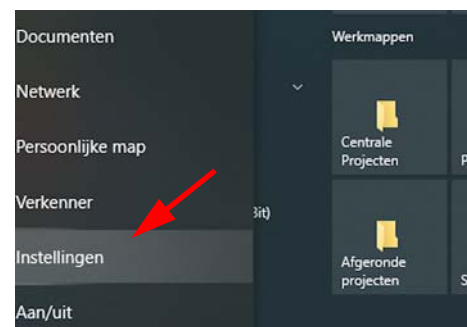 Documenten
Netwerk
Persoonlijke map
Verkenner
Instellingen
Aan/uit
Bit)
Werkmappen
Centrale
Projecten
Afgeronde
projecten
P
S